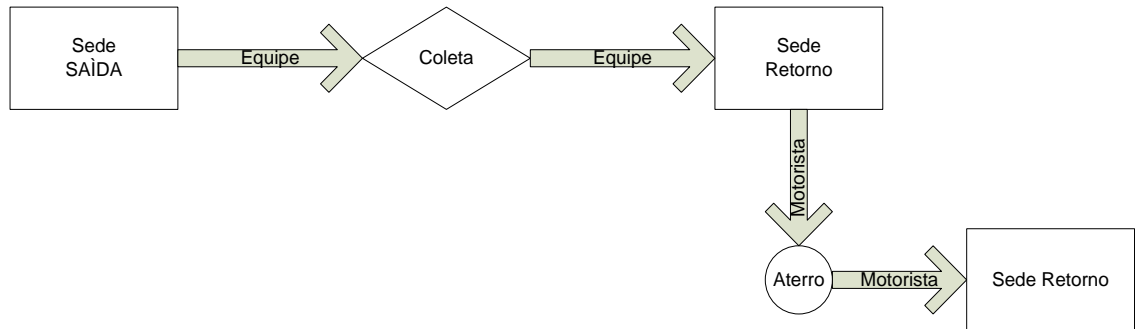 Sede
SAÌDA
Equipe
Coleta
Equipe
Sede
Retorno
Motorista
Aterro
Motorista
Sede Retorno